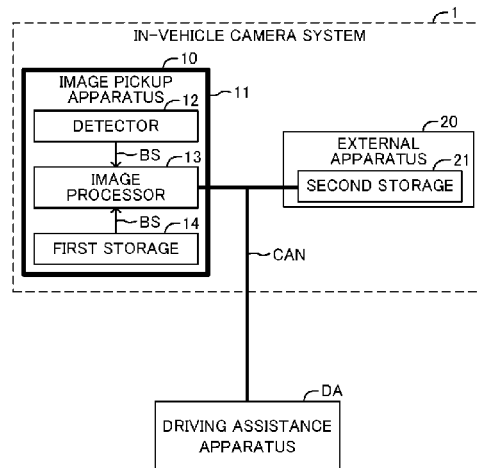 1
IN-VEHICLE CAMERA SYSTEM
10
IMAGE PICKUP
APPARATUS
11
12
DETECTOR
BS
13
IMAGE
PROCESSOR
BS
14
FIRST STORAGE
20
EXTERNAL
APPARATUS
21
SECOND STORAGE
CAN
DA
DRIVING ASSISTANCE
APPARATUS